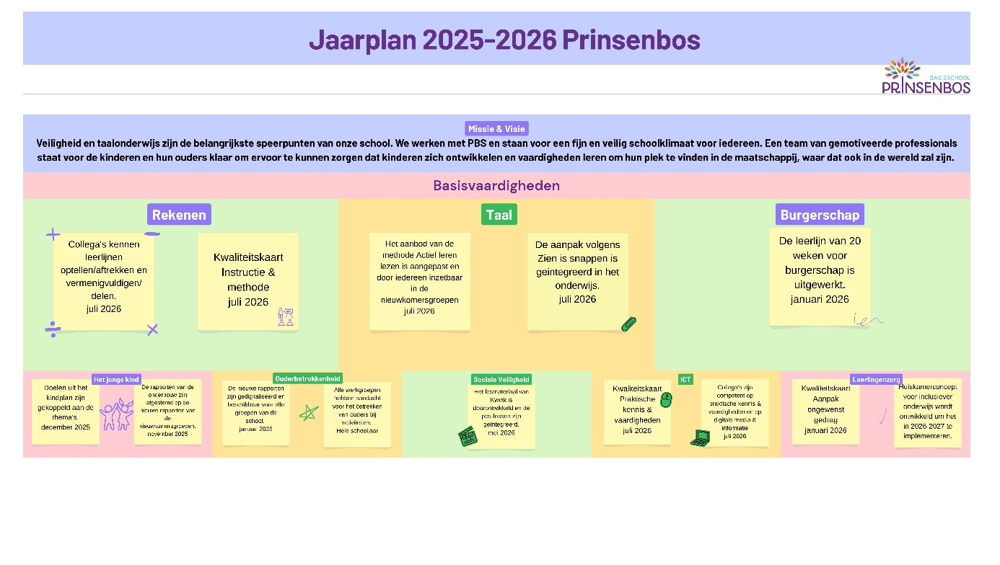 Jaarplan 2025-2026 Prinsenbos
BASISSCHOOL
PRINSENBOS
Missie & Visie
Veiligheid en taalonderwijs zijn de belangrijkste speerpunten van onze school. We werken met PBS en staan voor een fijn en veilig schoolklimaat voor iedereen. Een team van gemotiveerde professionals
staat voor de kinderen en hun ouders klaar om ervoor te kunnen zorgen dat kinderen zich ontwikkelen en vaardigheden leren om hun plek te vinden in de maatschappij, waar dat ook in de wereld zal zijn.
Basisvaardigheden
Rekenen
Collega's kennen
leerlijnen
optellen/aftrekken en
vermenigvuldigen/
delen.
juli 2026
Kwaliteitskaart
Instructie &
methode
juli 2026
Taal
Het aanbod van de
methode Actief leren
lezen is aangepast en
door iedereen inzetbaar
in de
nieuwkomersgroepen
juli 2026
De aanpak volgens
Zien is snappen is
geintegreerd in het
onderwijs.
juli 2026
Burgerschap
De leerlijn van 20
weken voor
burgerschap is
uitgewerkt.
januari 2026
Het jonge kind
Doelen uit het
kindplan zijn
gekoppeld aan de
thema's.
december 2025
De rapporten van de
onderbouw zijn
afgestemd op de
nieuwe rapporten van
de
nieuwkomersgroepen.
november 2025
Ouderbetrokkenheid
De nieuwe rapporten
zijn gedigitaliseerd en
beschikbaar voor alle
groepen van de
school.
januari 2026
Alle werkgroepen
hebben aandacht
voor het betrekken
van ouders bij
activiteiten.
Hele schooljaar
Sociale Veiligheid
Het lesmateriaal van
Kwink is
doorontwikkeld en de
pos-lessen zijn
geïntegreerd.
mei 2026
ICT
Kwaliteitskaart
Praktische
kennis &
vaardigheden
juli 2026
Collega's zijn
competent op
praktische kennis &
vaardigheden en op
digitale media &
informatie
juli 2026
Leerlingenzorg
Kwaliteitskaart
Aanpak
ongewenst
gedrag
januari 2026
Huiskamerconcept
voor inclusiever
onderwijs wordt
ontwikkeld om het
in 2026-2027 te
implementeren.